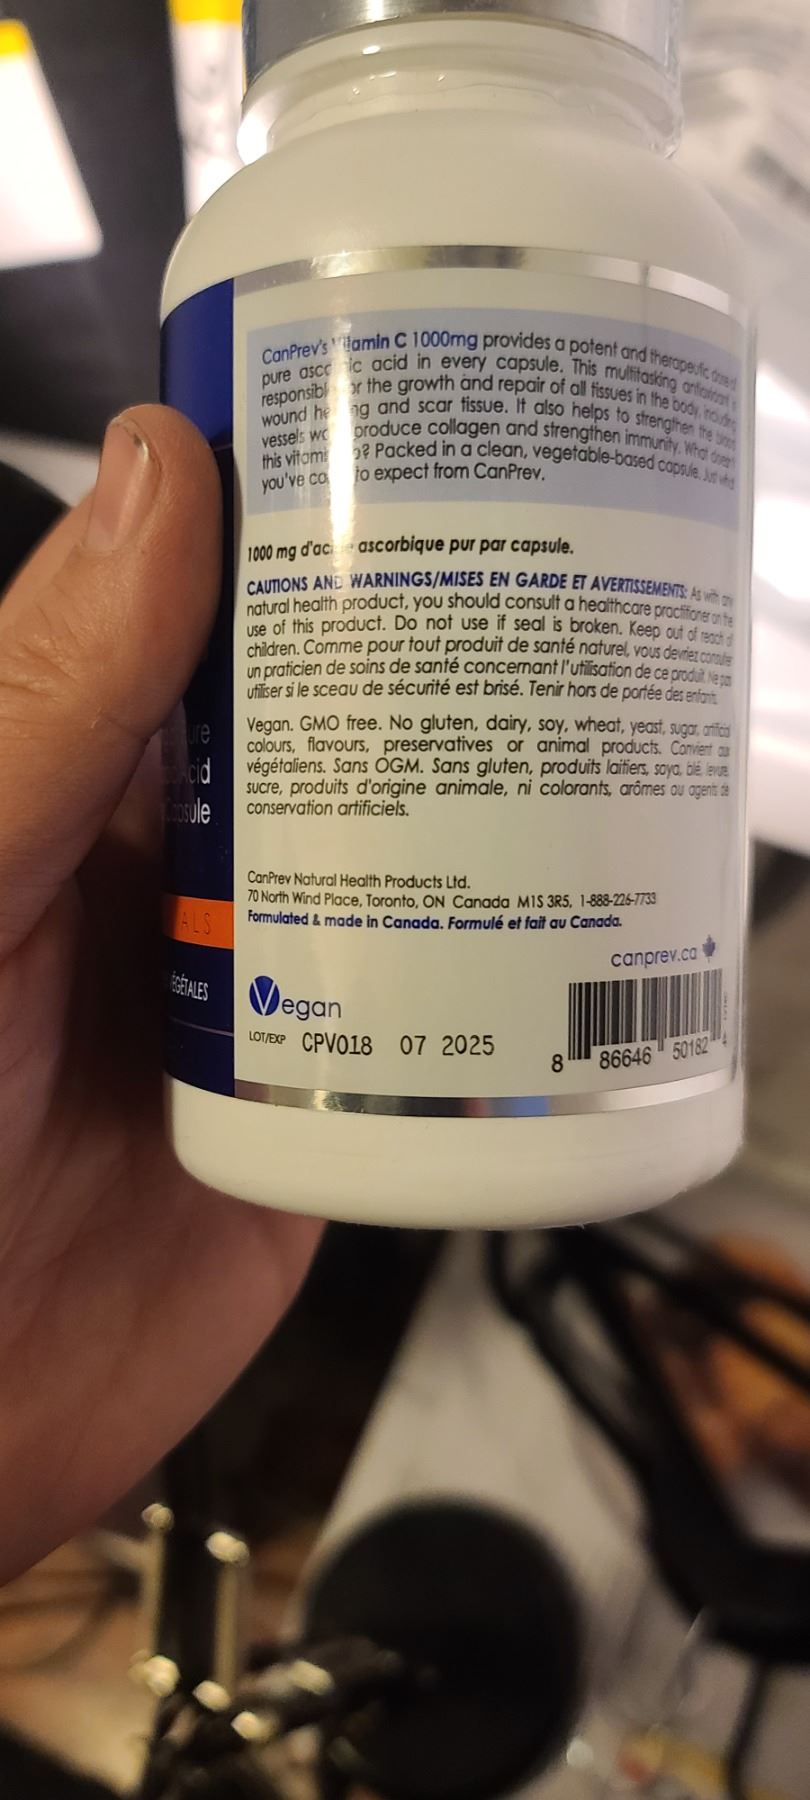 CanPrev's Vitamin C 1000mg provides a potent and therapeutic dose of
pure ascorbic acid in every capsule. This multitasking antioxidant is
responsible for the growth and repair of all tissues in the body, including
wound healing and scar tissue. It also helps to strengthen the blood
vessels produce collagen and strengthen immunity. What doesn't
this vitamin do? Packed in a clean, vegetable-based capsule. Just what
you've come to expect from CanPrev.
1000 mg d'acide ascorbique pur par capsule.
CAUTIONS AND WARNINGS/MISES EN GARDE ET AVERTISSEMENTS: As with any
natural health product, you should consult a healthcare practitioner on the
use of this product. Do not use if seal is broken. Keep out of reach of
children. Comme pour tout produit de santé naturel, vous devriez consulter
un praticien de soins de santé concernant l'utilisation de ce produit. Ne pas
utiliser si le sceau de sécurité est brisé. Tenir hors de portée des enfants.
Vegan. GMO free. No gluten, dairy, soy, wheat, yeast, sugar, artificial
colours, flavours, preservatives or animal products. Convient aux
végétaliens. Sans OGM. Sans gluten, produits laitiers, soya, blé, levure,
sucre, produits d'origine animale, ni colorants, arômes ou agents de
conservation artificiels.
CanPrev Natural Health Products Ltd.
70 North Wind Place, Toronto, ON Canada M1S 3R5, 1-888-226-7733
Formulated & made in Canada. Formulé et fait au Canada.
canprev.ca
Vegan
LOT/EXP CPV018 07 2025
8 86646 50182 4
ure
cid
psule
ALS
ÉGÉTALES